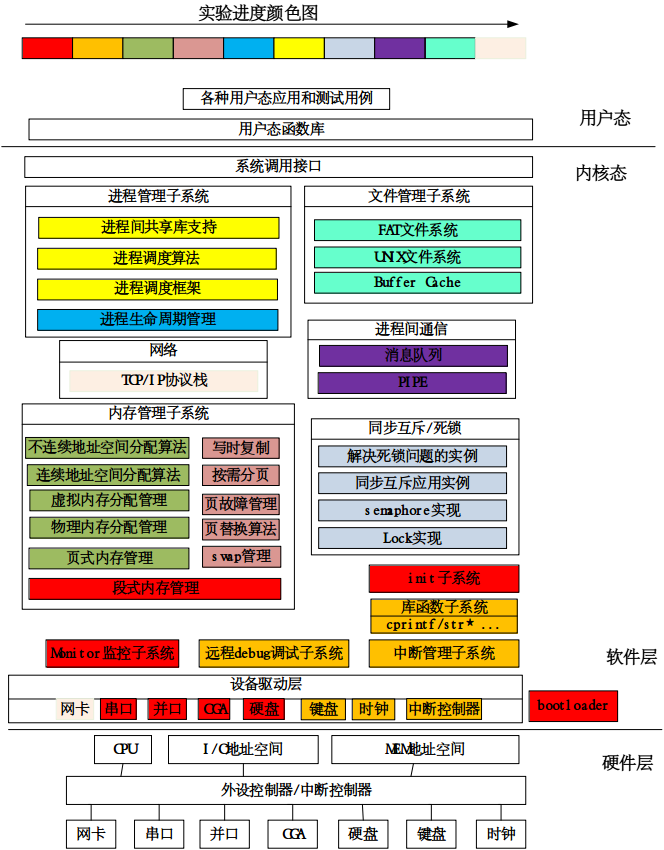 实验进度颜色图
各种用户态应用和测试用例
用户态
用户态函数库
系统调用接口
内核态
进程管理子系统
进程间共享库支持
进程调度算法
进程调度框架
进程生命周期管理
文件管理子系统
FAT文件系统
UNIX文件系统
Buffer Cache
网络
TCP/IP协议栈
进程间通信
消息队列
PIPE
内存管理子系统
不连续地址空间分配算法
写时复制
连续地址空间分配算法
按需分页
虚拟内存分配管理
页故障管理
物理内存分配管理
页替换算法
页式内存管理
swap管理
段式内存管理
同步互斥/死锁
解决死锁问题的实例
同步互斥应用实例
semaphore实现
Lock实现
init子系统
库函数子系统
cprintf/str*...
Monitor监控子系统
远程debug调试子系统
中断管理子系统
软件层
设备驱动层
网卡
串口
并口
CGA
硬盘
键盘
时钟
中断控制器
bootloader
硬件层
CPU
I/O地址空间
MEM地址空间
外设控制器/中断控制器
网卡
串口
并口
CGA
硬盘
键盘
时钟